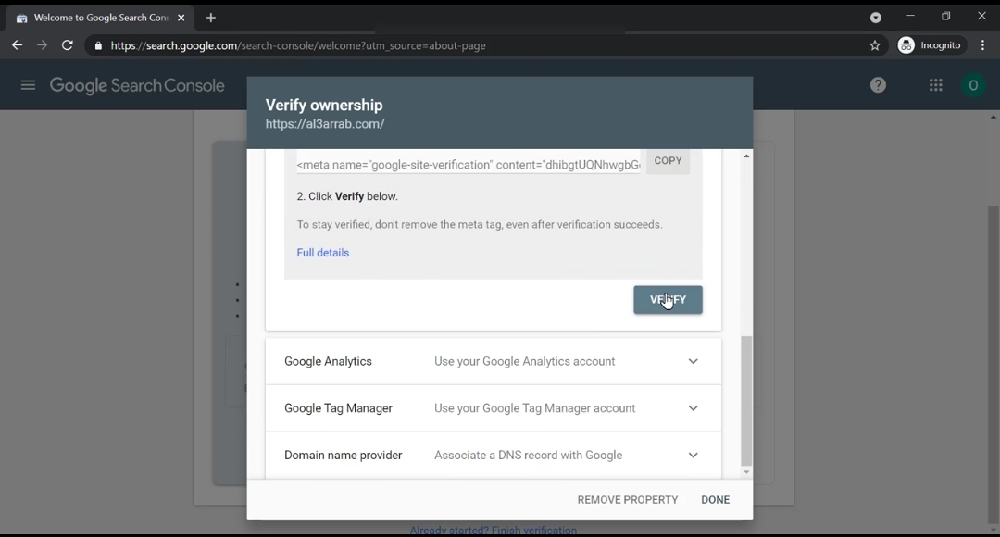 Welcome to Google Search Con
https://search.google.com/search-console/welcome?utm_source=about-page
Incognito
Google Search Console
O
Verify ownership
https://al3arrab.com/
<meta name="google-site-verification" content="dhibgtUQNhwgbG
COPY
2. Click Verify below.
To stay verified, don't remove the meta tag, even after verification succeeds.
Full details
VERIFY
Google Analytics Use your Google Analytics account
Google Tag Manager Use your Google Tag Manager account
Domain name provider Associate a DNS record with Google
REMOVE PROPERTY DONE
Already started? Finish verification